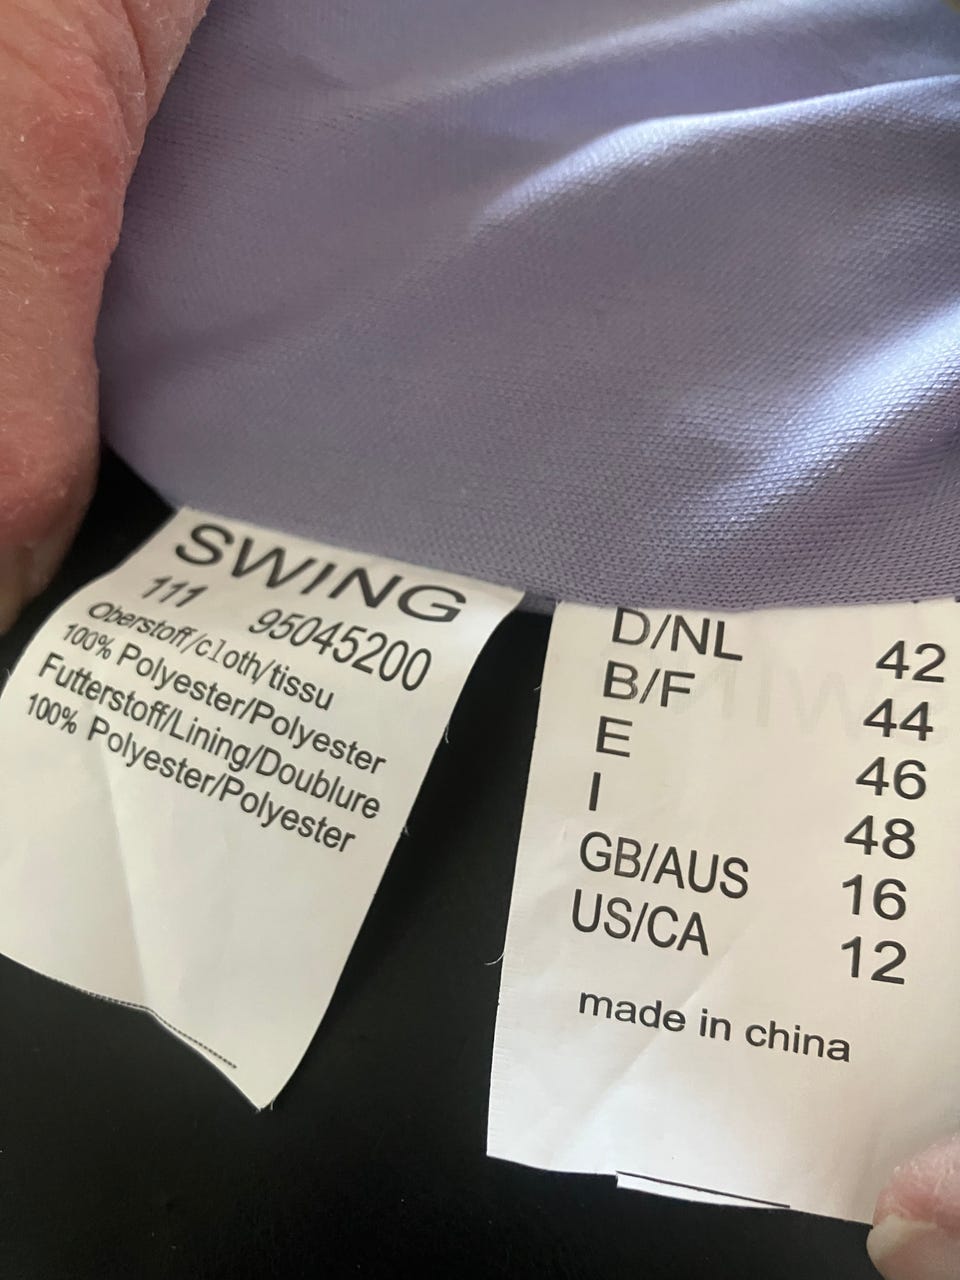 SWING
111 95045200
Oberstoff/cloth/tissu
100% Polyester/Polyester
Futterstoff/Lining/Doublure
100% Polyester/Polyester
D/NL 42
B/F 44
E 46
I 48
GB/AUS 16
US/CA 12
made in china